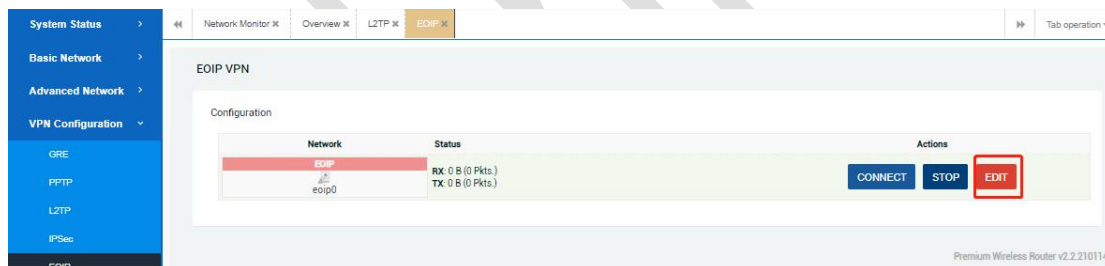 System Status
Network Monitor
Overview
L2TP
EOIP
Tab operation
Basic Network
EOIP VPN
Advanced Network
Configuration
VPN Configuration
Network Status Actions
GRE
EOIP
RX: 0 B (0 Pkts.)
TX: 0 B (0 Pkts.)
eoip0
CONNECT STOP EDIT
PPTP
L2TP
IPSec
EOIP
Premium Wireless Router v2.2.210114